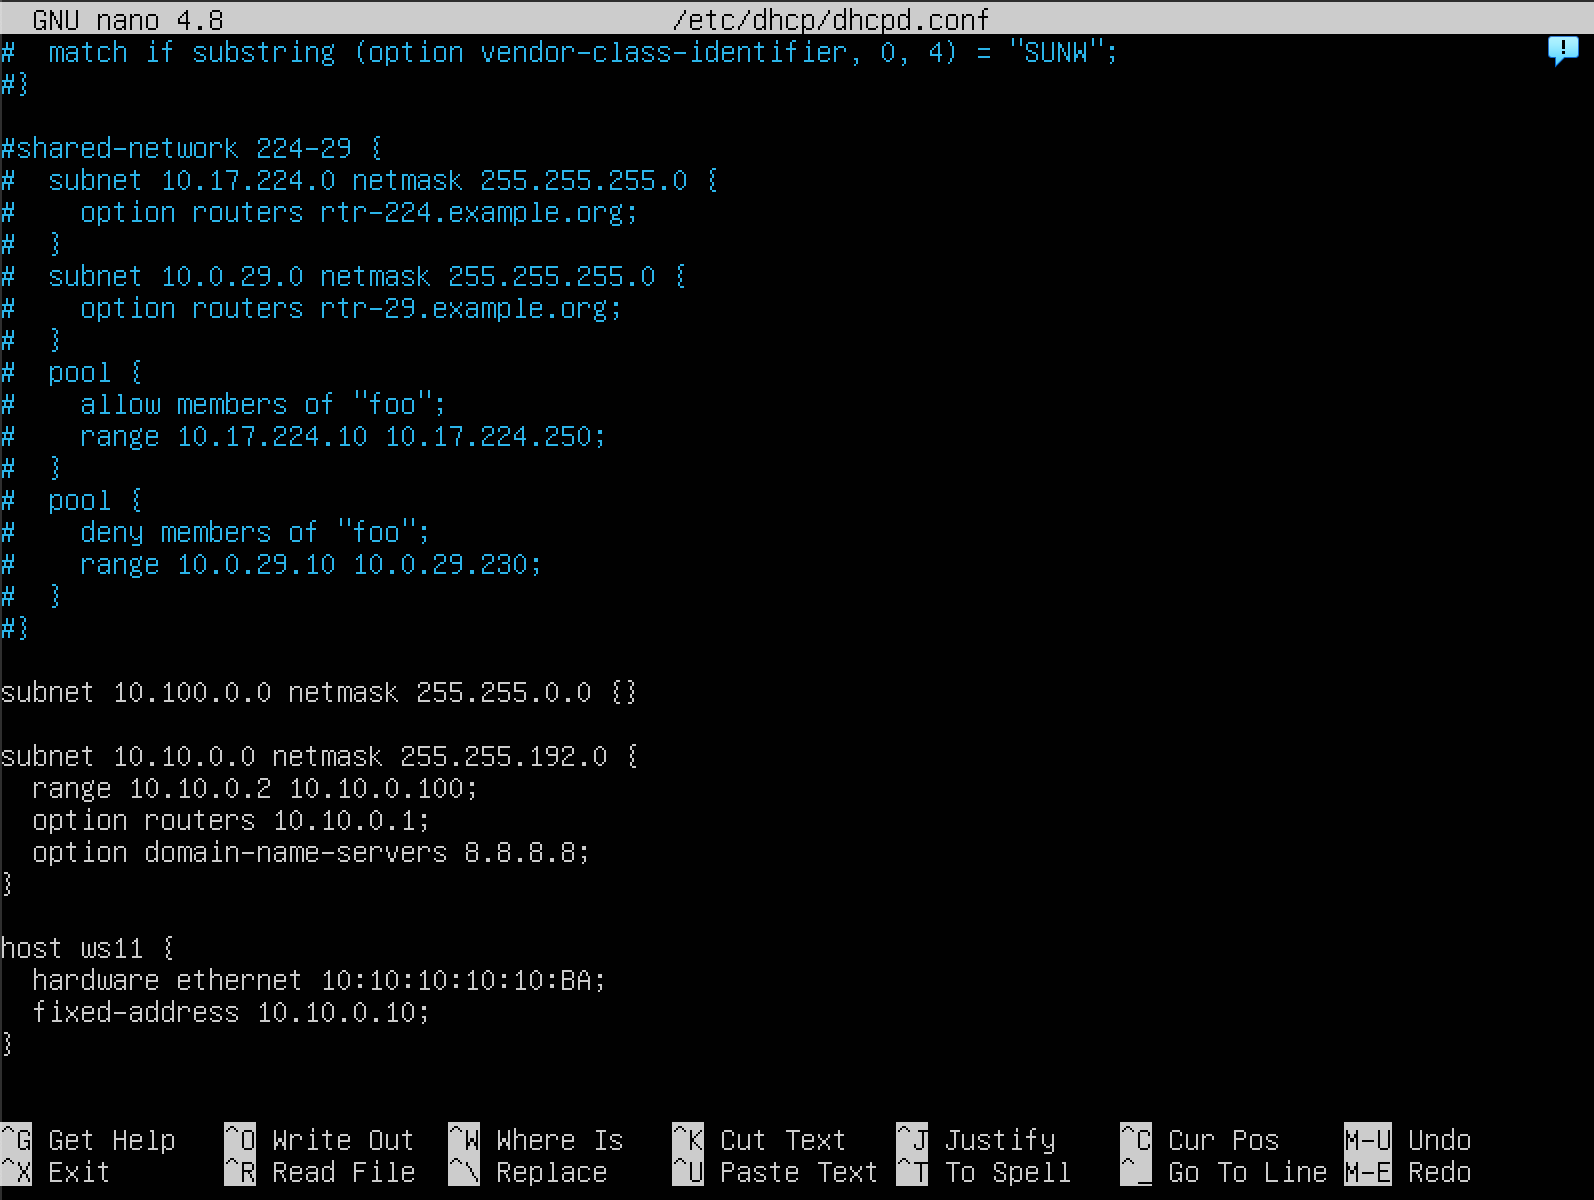 GNU nano 4.8 /etc/dhcp/dhcpd.conf
#  match if substring (option vendor-class-identifier, 0, 4) = "SUNW";
#}
#shared-network 224-29 {
#  subnet 10.17.224.0 netmask 255.255.255.0 {
#    option routers rtr-224.example.org;
#  }
#  subnet 10.0.29.0 netmask 255.255.255.0 {
#    option routers rtr-29.example.org;
#  }
#  pool {
#    allow members of "foo";
#    range 10.17.224.10 10.17.224.250;
#  }
#  pool {
#    deny members of "foo";
#    range 10.0.29.10 10.0.29.230;
#  }
#}
subnet 10.100.0.0 netmask 255.255.0.0 {}
subnet 10.10.0.0 netmask 255.255.192.0 {
  range 10.10.0.2 10.10.0.100;
  option routers 10.10.0.1;
  option domain-name-servers 8.8.8.8;
}
host ws11 {
  hardware ethernet 10:10:10:10:10:BA;
  fixed-address 10.10.0.10;
}
^G Get Help ^O Write Out ^W Where Is ^K Cut Text ^J Justify ^C Cur Pos M-U Undo
^X Exit ^R Read File ^\ Replace ^U Paste Text ^T To Spell ^_ Go To Line M-E Redo